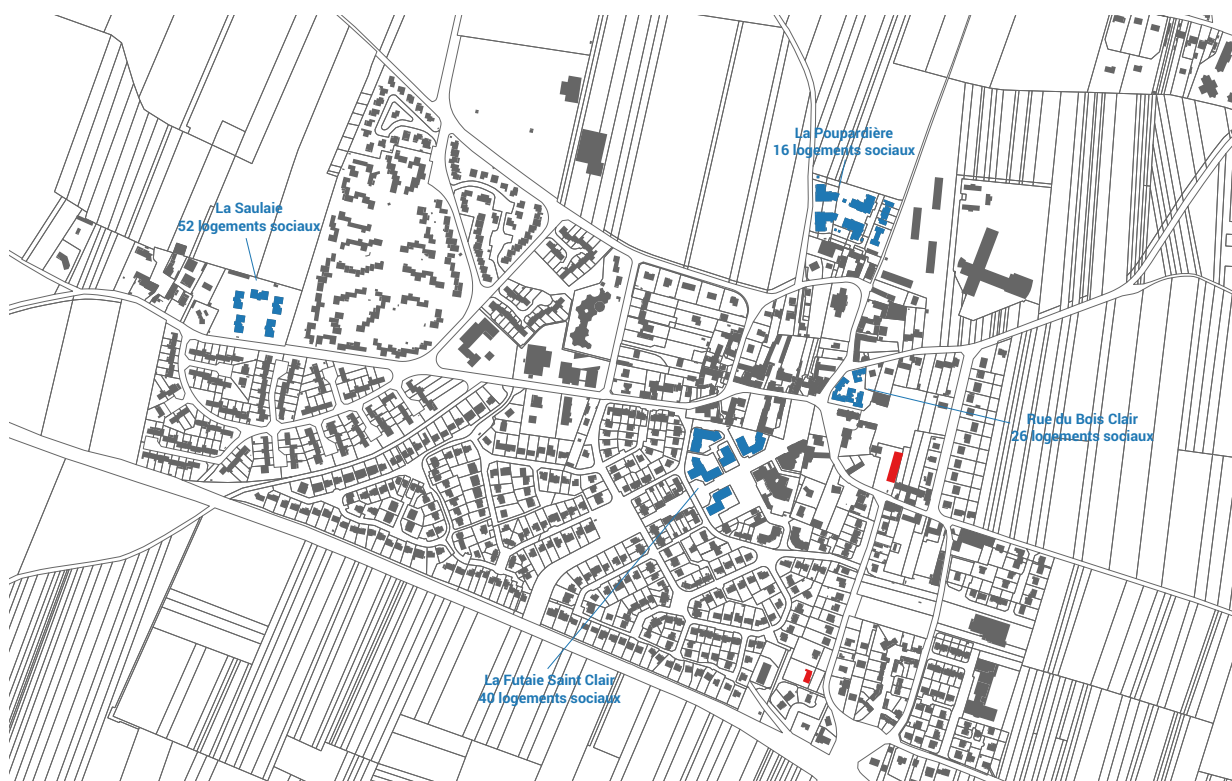 La Poupardière
16 logements sociaux
La Saulaie
52 logements sociaux
Rue du Bois Clair
26 logements sociaux
La Futaie Saint Clair
40 logements sociaux